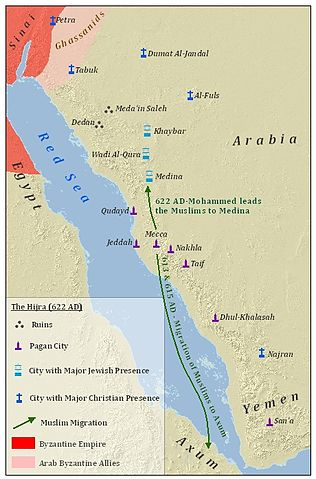 Petra
Sinai
Ghassanids
Dumat Al-Jandal
Tabuk
Al-Fuls
Meda'in Saleh
Dedan
Khaybar
Arabia
Red Sea
Wadi Al-Qura
Egypt
Medina
622 AD-Mohammed leads
the Muslims to Medina
Qudayd
Mecca
Jeddah
Nakhla
Taif
613 & 615 AD - Migration of Muslims to Axum
The Hijra (622 AD)
Ruins
Pagan City
City with Major Jewish Presence
City with Major Christian Presence
Muslim Migration
Byzantine Empire
Arab Byzantine Allies
Dhul-Khalasah
Najran
Yemen
San'a
Axum